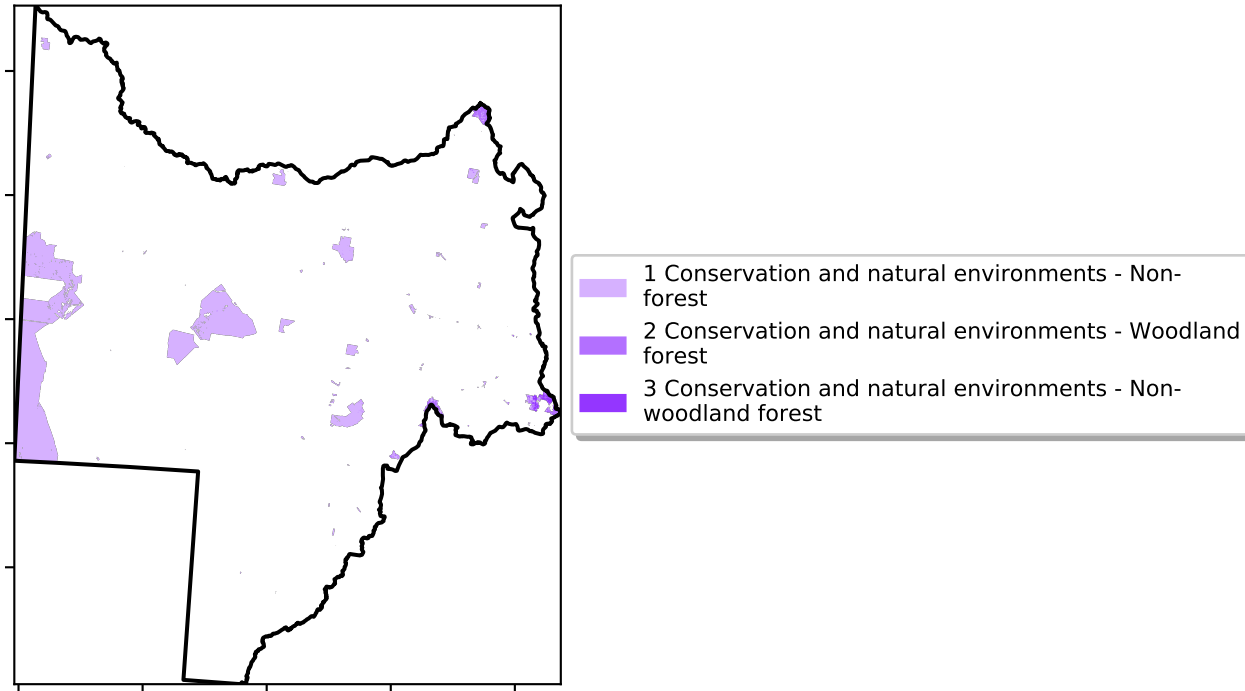 1 Conservation and natural environments - Non-
forest
2 Conservation and natural environments - Woodland
forest
3 Conservation and natural environments - Non-
woodland forest